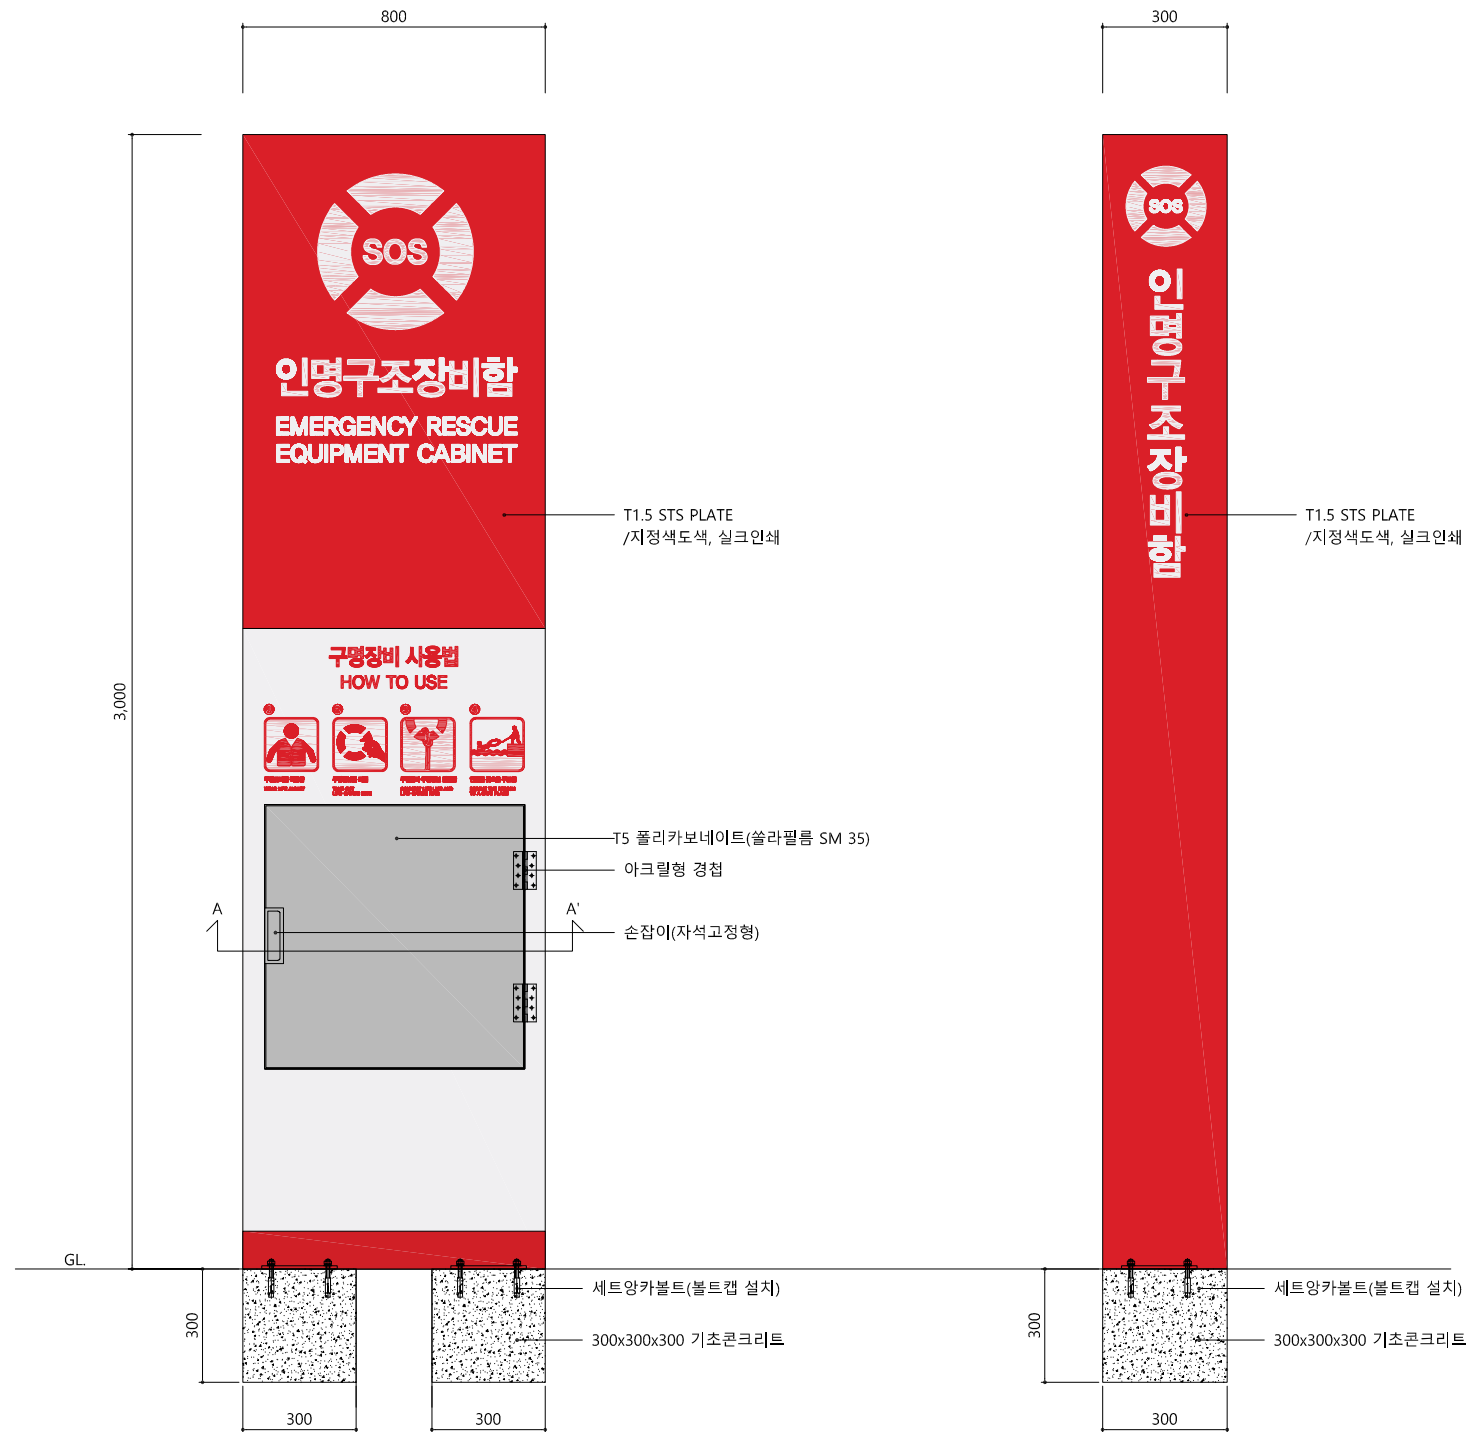 800
300
SOS
인명구조장비함
EMERGENCY RESCUE
EQUIPMENT CABINET
SOS
인명구조장비함
T1.5 STS PLATE
/지정색도색, 실크인쇄
T1.5 STS PLATE
/지정색도색, 실크인쇄
3,000
구명장비 사용법
HOW TO USE
T5 폴리카보네이트(쏠라필름 SM 35)
아크릴형 경첩
A
A'
손잡이(자석고정형)
GL.
세트앙카볼트(볼트캡 설치)
세트앙카볼트(볼트캡 설치)
300
300
300x300x300 기초콘크리트
300x300x300 기초콘크리트
300
300
300